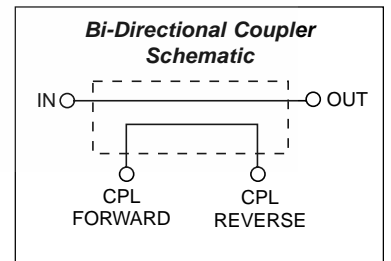 Bi-Directional Coupler
Schematic
IN
OUT
CPL
FORWARD
CPL
REVERSE